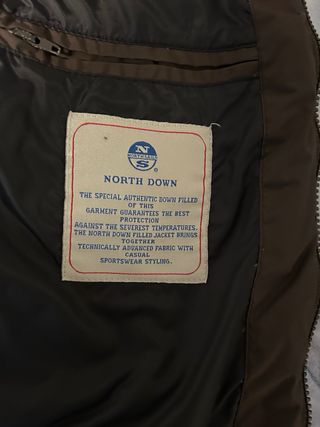 N
NORTH SAILS
S
®
NORTH DOWN
THE SPECIAL AUTHENTIC DOWN FILLED
OF THIS
GARMENT GUARANTEES THE BEST
PROTECTION
AGAINST THE SEVEREST TEMPERATURES.
THE NORTH DOWN FILLED JACKET BRINGS
TOGETHER
TECHNICALLY ADVANCED FABRIC WITH
CASUAL
SPORTSWEAR STYLING.